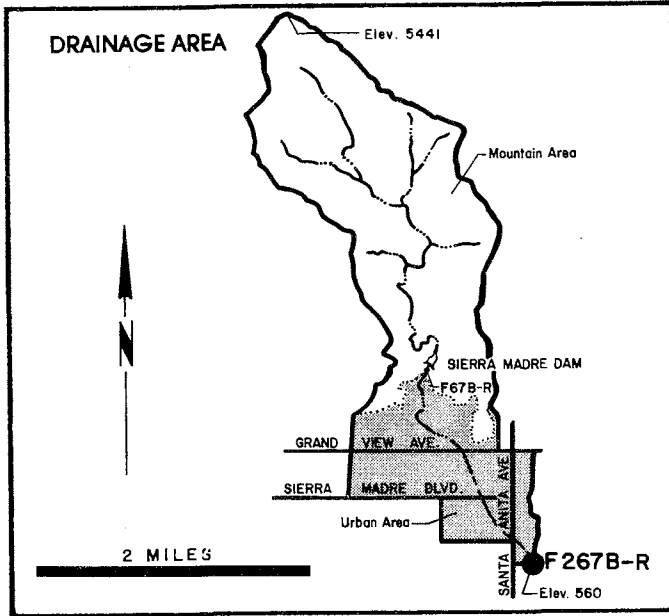 DRAINAGE AREA
Elev. 5441
Mountain Area
N
SIERRA MADRE DAM
F67B-R
GRAND VIEW AVE.
SIERRA MADRE BLVD.
SANTA ANITA AVE
Urban Area
2 MILES
F267B-R
Elev. 560